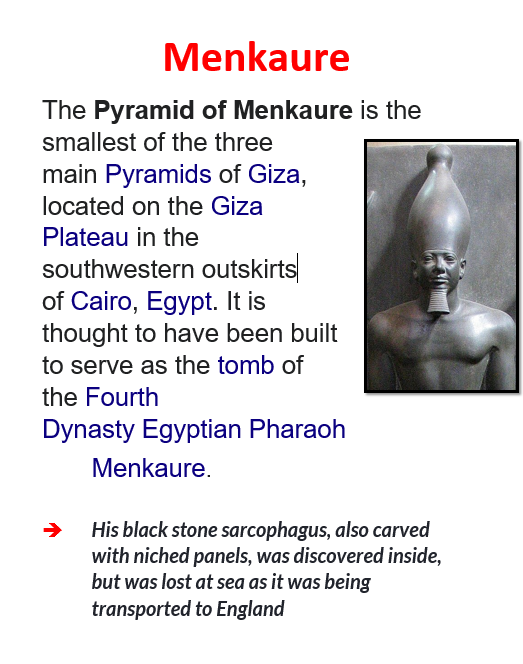 Menkaure
The Pyramid of Menkaure is the
smallest of the three
main Pyramids of Giza,
located on the Giza
Plateau in the
southwestern outskirts
of Cairo, Egypt. It is
thought to have been built
to serve as the tomb of
the Fourth
Dynasty Egyptian Pharaoh
Menkaure.
➔ His black stone sarcophagus, also carved
with niched panels, was discovered inside,
but was lost at sea as it was being
transported to England